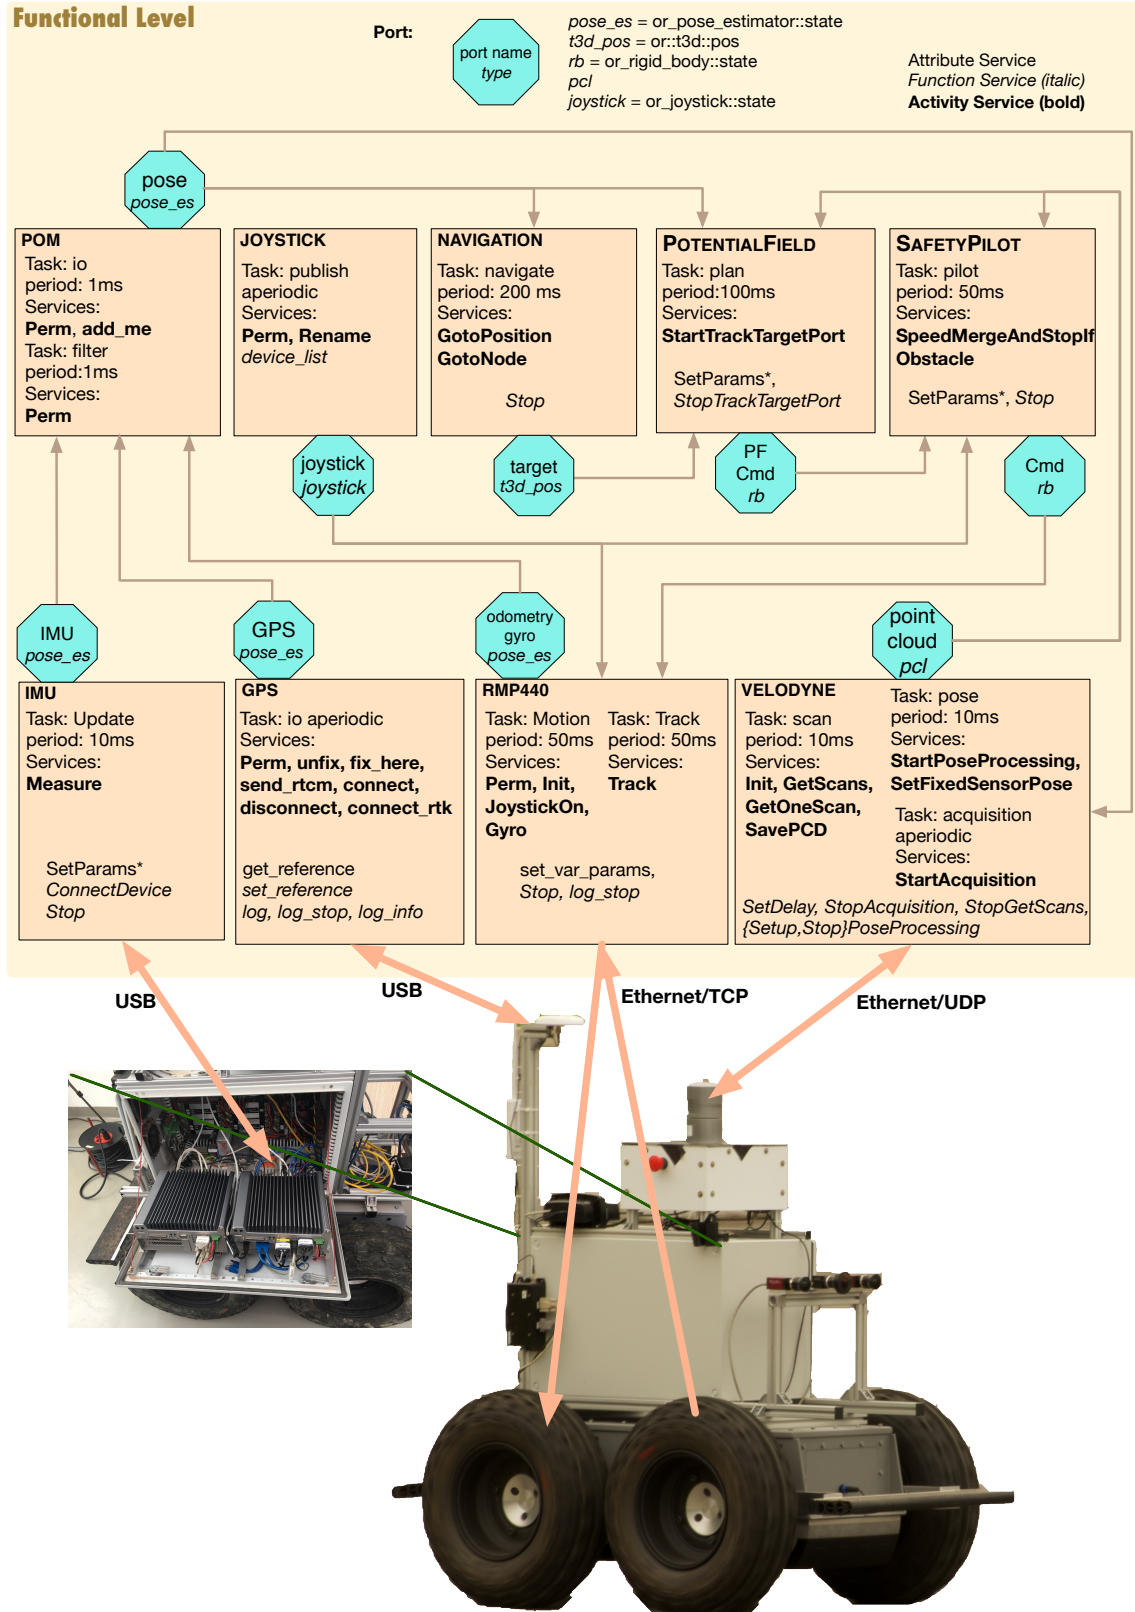 Functional Level
Port:
port name
type
pose_es = or_pose_estimator::state
t3d_pos = or::t3d::pos
rb = or_rigid_body::state
pcl
joystick = or_joystick::state
Attribute Service
Function Service (italic)
Activity Service (bold)
pose
pose_es
POM
Task: io
period: 1ms
Services:
Perm, add_me
Task: filter
period:1ms
Services:
Perm
JOYSTICK
Task: publish
aperiodic
Services:
Perm, Rename
device_list
NAVIGATION
Task: navigate
period: 200 ms
Services:
GotoPosition
GotoNode
Stop
POTENTIALFIELD
Task: plan
period:100ms
Services:
StartTrackTargetPort
SetParams*,
StopTrackTargetPort
SAFETYPILOT
Task: pilot
period: 50ms
Services:
SpeedMergeAndStopIf
Obstacle
SetParams*, Stop
joystick
joystick
target
t3d_pos
PF
Cmd
rb
Cmd
rb
IMU
pose_es
GPS
pose_es
odometry
gyro
pose_es
point
cloud
pcl
IMU
Task: Update
period: 10ms
Services:
Measure
SetParams*
ConnectDevice
Stop
GPS
Task: io aperiodic
Services:
Perm, unfix, fix_here,
send_rtcm, connect,
disconnect, connect_rtk
get_reference
set_reference
log, log_stop, log_info
RMP440
Task: Motion
period: 50ms
Services:
Perm, Init,
JoystickOn,
Gyro
Task: Track
period: 50ms
Services:
Track
set_var_params,
Stop, log_stop
VELODYNE
Task: scan
period: 10ms
Services:
Init, GetScans,
GetOneScan,
SavePCD
Task: pose
period: 10ms
Services:
StartPoseProcessing,
SetFixedSensorPose
Task: acquisition
aperiodic
Services:
StartAcquisition
SetDelay, StopAcquisition, StopGetScans,
{Setup,Stop}PoseProcessing
USB
USB
Ethernet/TCP
Ethernet/UDP